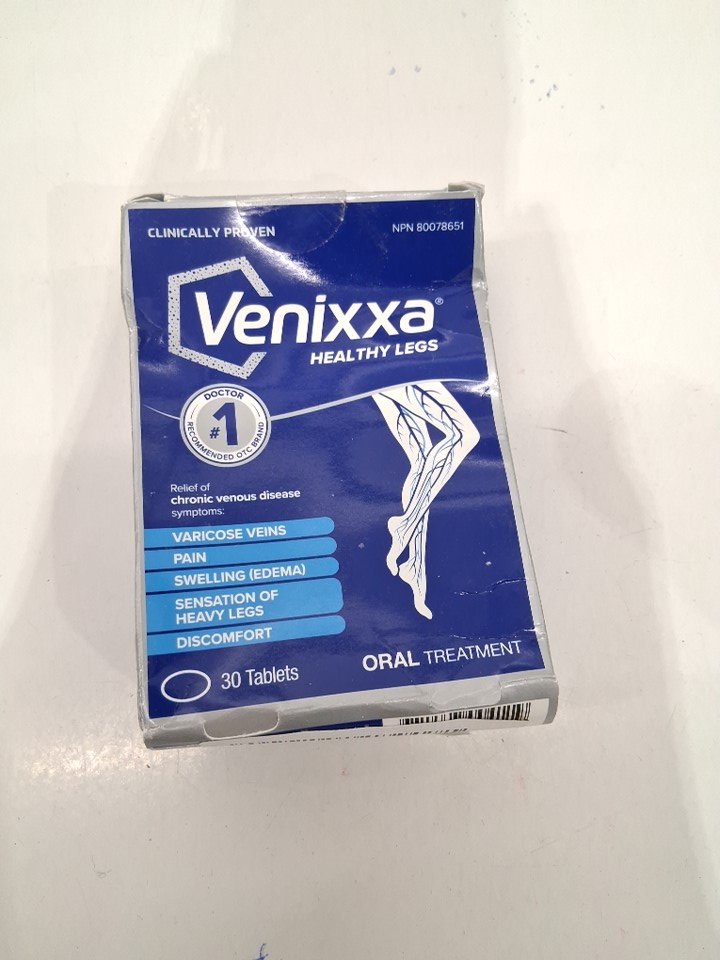 CLINICALLY PROVEN
NPN 80078651
Venixxa®
HEALTHY LEGS
DOCTOR
#1
RECOMMENDED OTC BRAND
Relief of
chronic venous disease
symptoms:
VARICOSE VEINS
PAIN
SWELLING (EDEMA)
SENSATION OF
HEAVY LEGS
DISCOMFORT
30 Tablets
ORAL TREATMENT